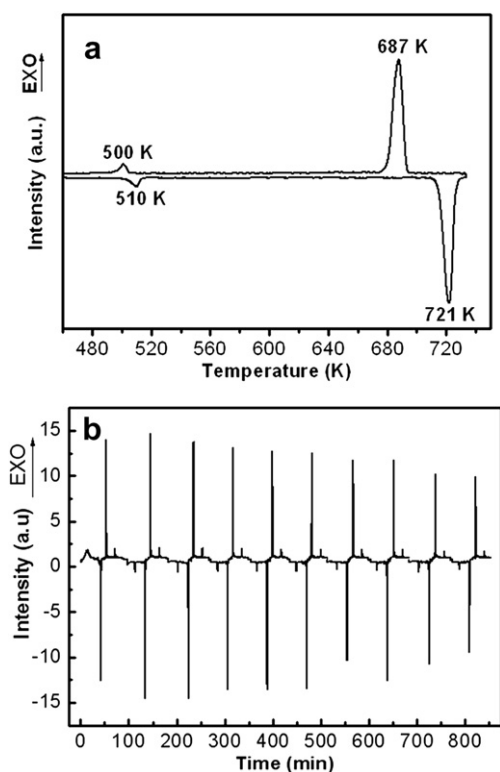 a
687 K
500 K
510 K
721 K
Intensity (a.u.)
EXO
480 520 560 600 640 680 720
Temperature (K)
b
15
10
5
0
-5
-10
-15
Intensity (a.u)
EXO
0 100 200 300 400 500 600 700 800
Time (min)